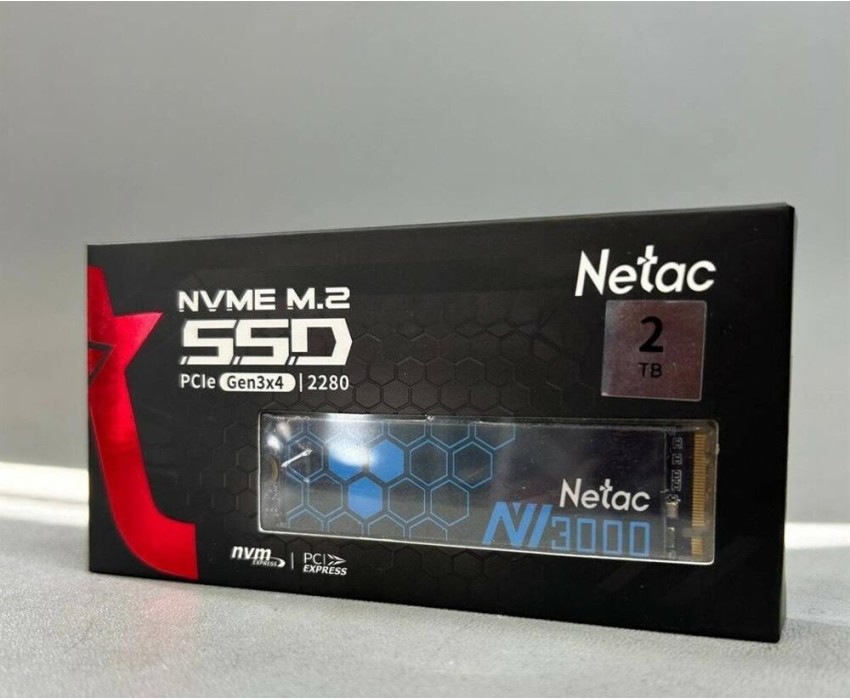 Netac
NVME M.2
SSD
PCIe Gen3x4 | 2280
2
TB
Netac
NV3000
nvm
EXPRESS
PCI
EXPRESS